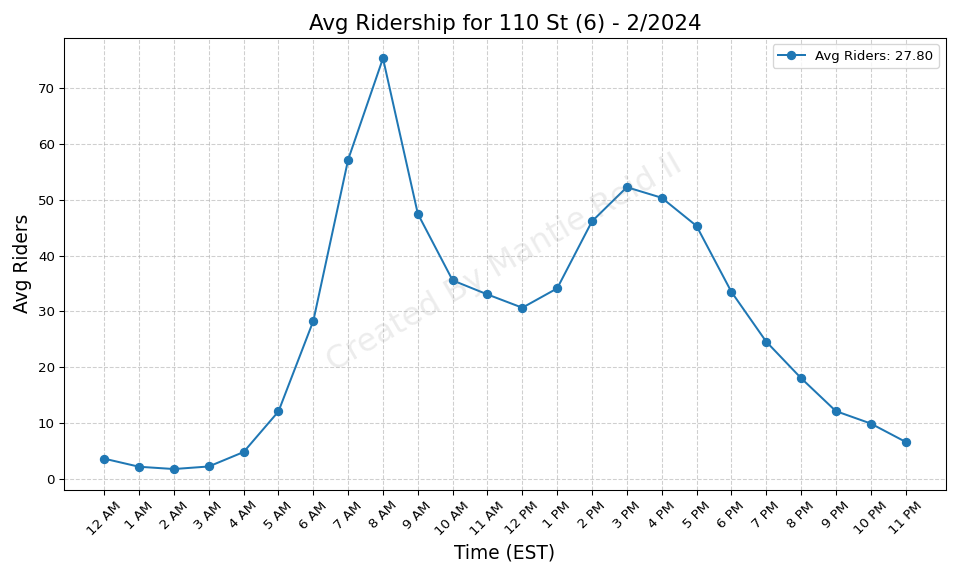 Avg Ridership for 110 St (6) - 2/2024
Avg Riders: 27.80
Avg Riders
70
60
50
40
30
20
10
0
Created By Mantle Bold II
12 AM
1 AM
2 AM
3 AM
4 AM
5 AM
6 AM
7 AM
8 AM
9 AM
10 AM
11 AM
12 PM
1 PM
2 PM
3 PM
4 PM
5 PM
6 PM
7 PM
8 PM
9 PM
10 PM
11 PM
Time (EST)